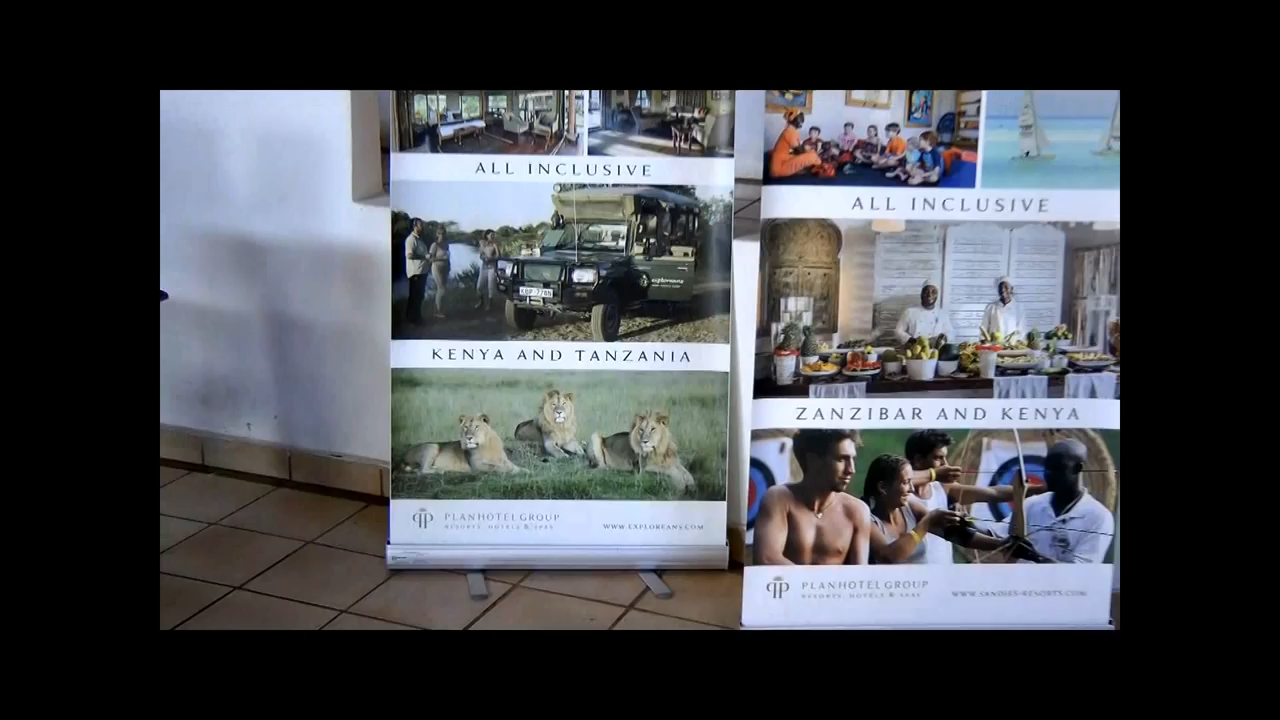 ALL INCLUSIVE
KENYA AND TANZANIA
PLANHOTEL GROUP
RESORTS, HOTELS & SPAS
WWW.EXPLOREANS.COM
ALL INCLUSIVE
ZANZIBAR AND KENYA
PLANHOTEL GROUP
RESORTS, HOTELS & SPAS
WWW.SANDIES-RESORTS.COM